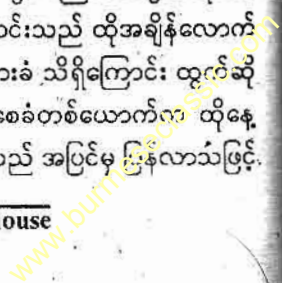 င်းသည် ထိုအချိန်လောက်
းခံ သိရှိကြောင်း ထွက်ဆို
စေခံတစ်ယောက်က ထိုနေ့
ည် အပြင်မှ ပြန်လာသဖြင့်
ouse
www.burmeseclassic.com